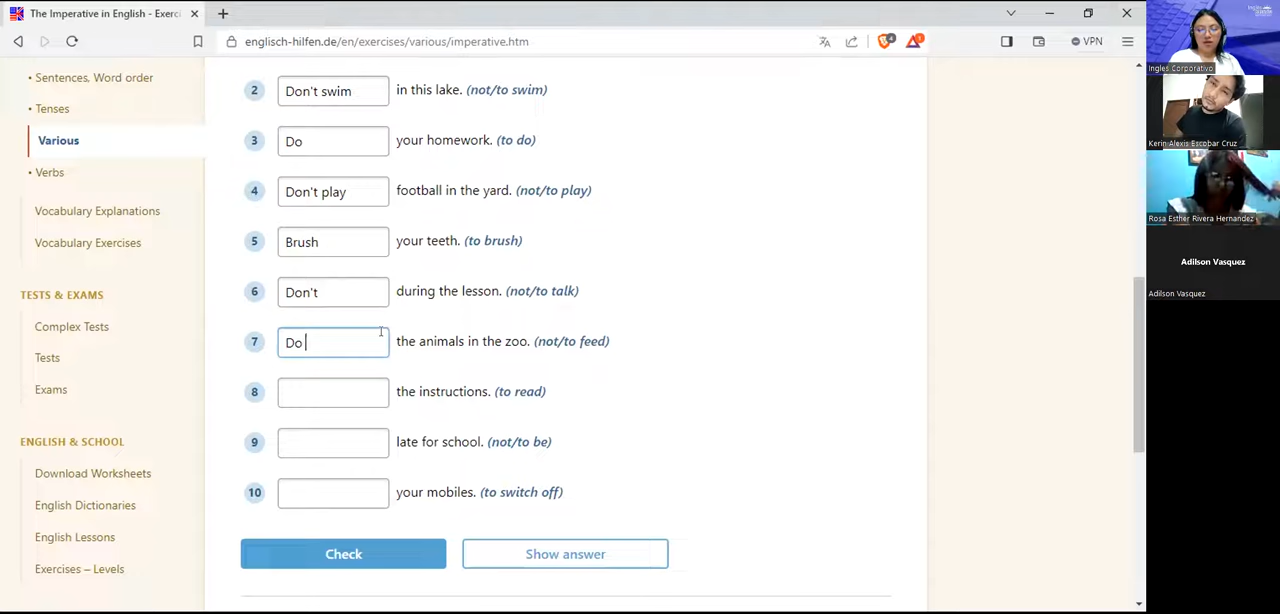 The Imperative in English - Exerci
englisch-hilfen.de/en/exercises/various/imperative.htm
4
1
VPN
• Sentences, Word order
• Tenses
Various
• Verbs
Vocabulary Explanations
Vocabulary Exercises
TESTS & EXAMS
Complex Tests
Tests
Exams
ENGLISH & SCHOOL
Download Worksheets
English Dictionaries
English Lessons
Exercises – Levels
2 Don't swim in this lake. (not/to swim)
3 Do your homework. (to do)
4 Don't play football in the yard. (not/to play)
5 Brush your teeth. (to brush)
6 Don't during the lesson. (not/to talk)
7 Do the animals in the zoo. (not/to feed)
8 the instructions. (to read)
9 late for school. (not/to be)
10 your mobiles. (to switch off)
Check
Show answer
Ingles Corporativo
Kerin Alexis Escobar Cruz
Rosa Esther Rivera Hernandez
Adilson Vasquez
Adilson Vasquez